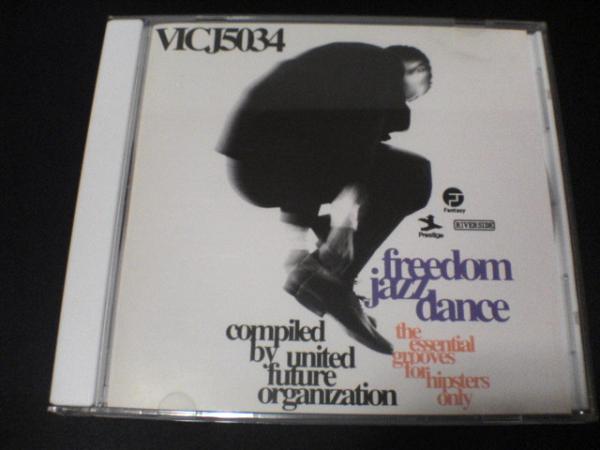 VICJ5034
Fantasy
Prestige
RIVERSIDE
freedom
jazz
dance
compiled
by united
future
organization
the
essential
grooves
for
hipsters
only